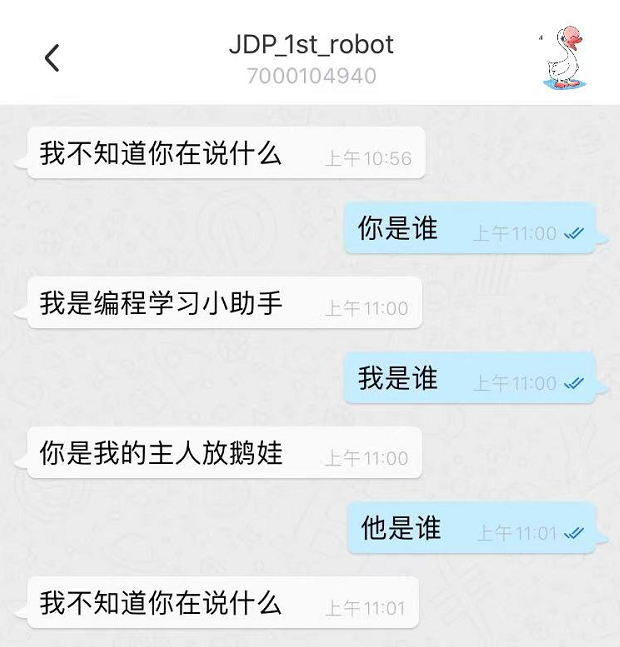 JDP_1st_robot
7000104940
我不知道你在说什么 上午10:56
你是谁 上午11:00
我是编程学习小助手 上午11:00
我是谁 上午11:00
你是我的主人放鹅娃 上午11:00
他是谁 上午11:01
我不知道你在说什么 上午11:01